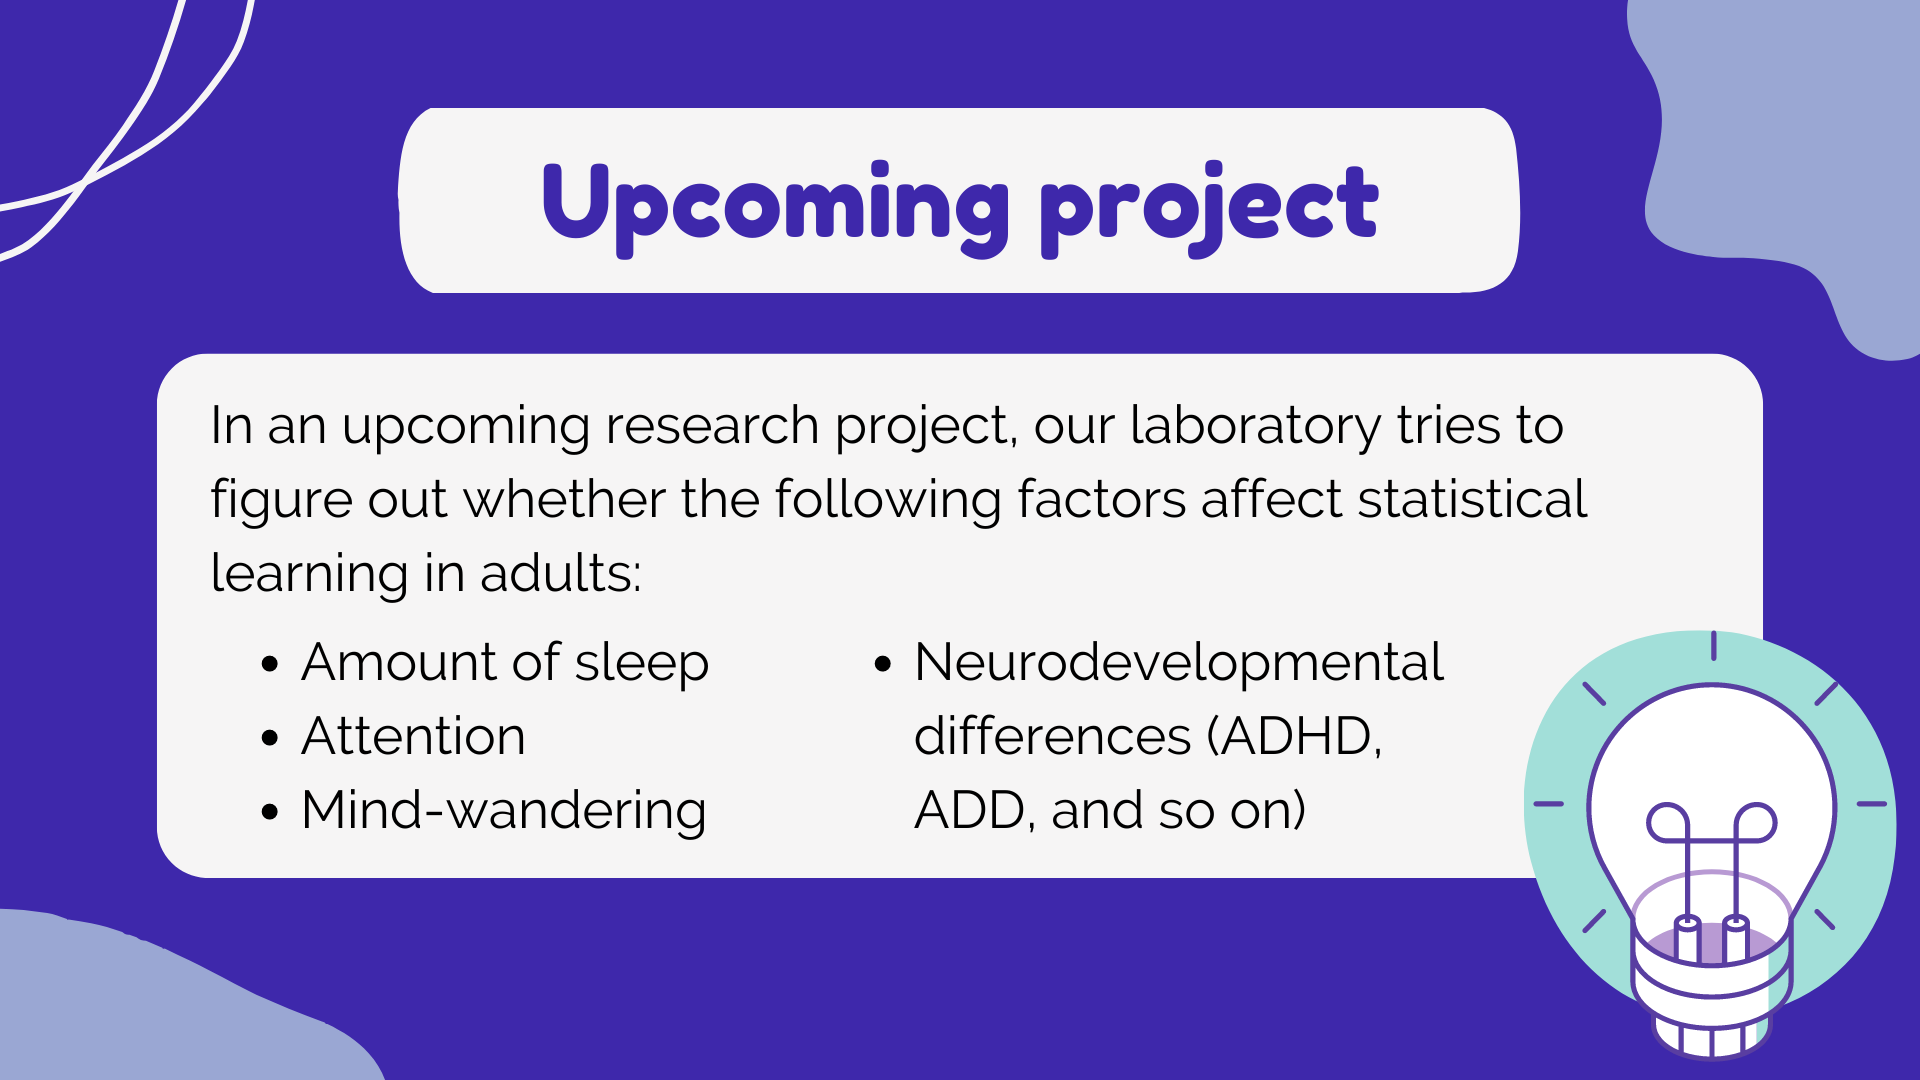 Upcoming project
In an upcoming research project, our laboratory tries to
figure out whether the following factors affect statistical
learning in adults:
• Amount of sleep
• Attention
• Mind-wandering
• Neurodevelopmental
differences (ADHD,
ADD, and so on)